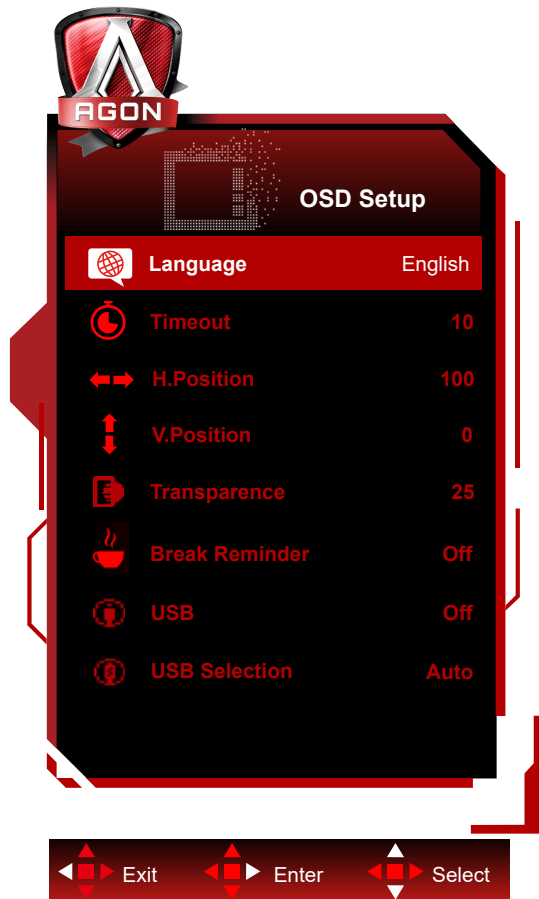 AGON
OSD Setup
Language English
Timeout 10
H.Position 100
V.Position 0
Transparence 25
Break Reminder Off
USB Off
USB Selection Auto
Exit Enter Select